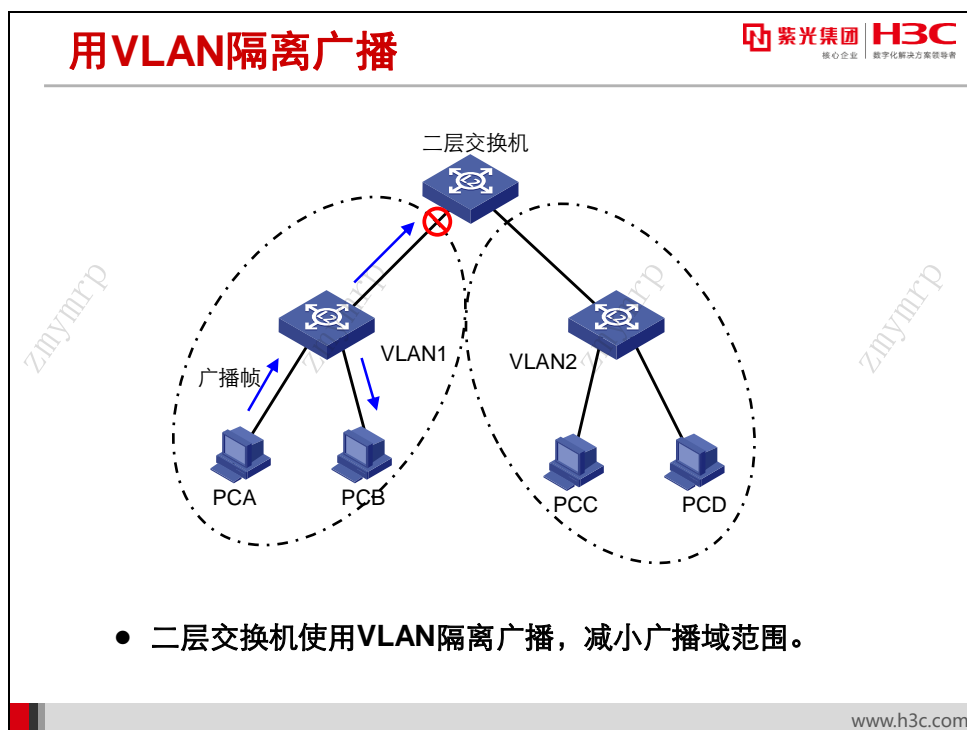 用VLAN隔离广播
紫光集团 H3C
核心企业 数字化解决方案领导者
二层交换机
zmymrp
zmymrp
zmymrp
VLAN1
VLAN2
广播帧
PCA
PCB
PCC
PCD
● 二层交换机使用VLAN隔离广播，减小广播域范围。
www.h3c.com